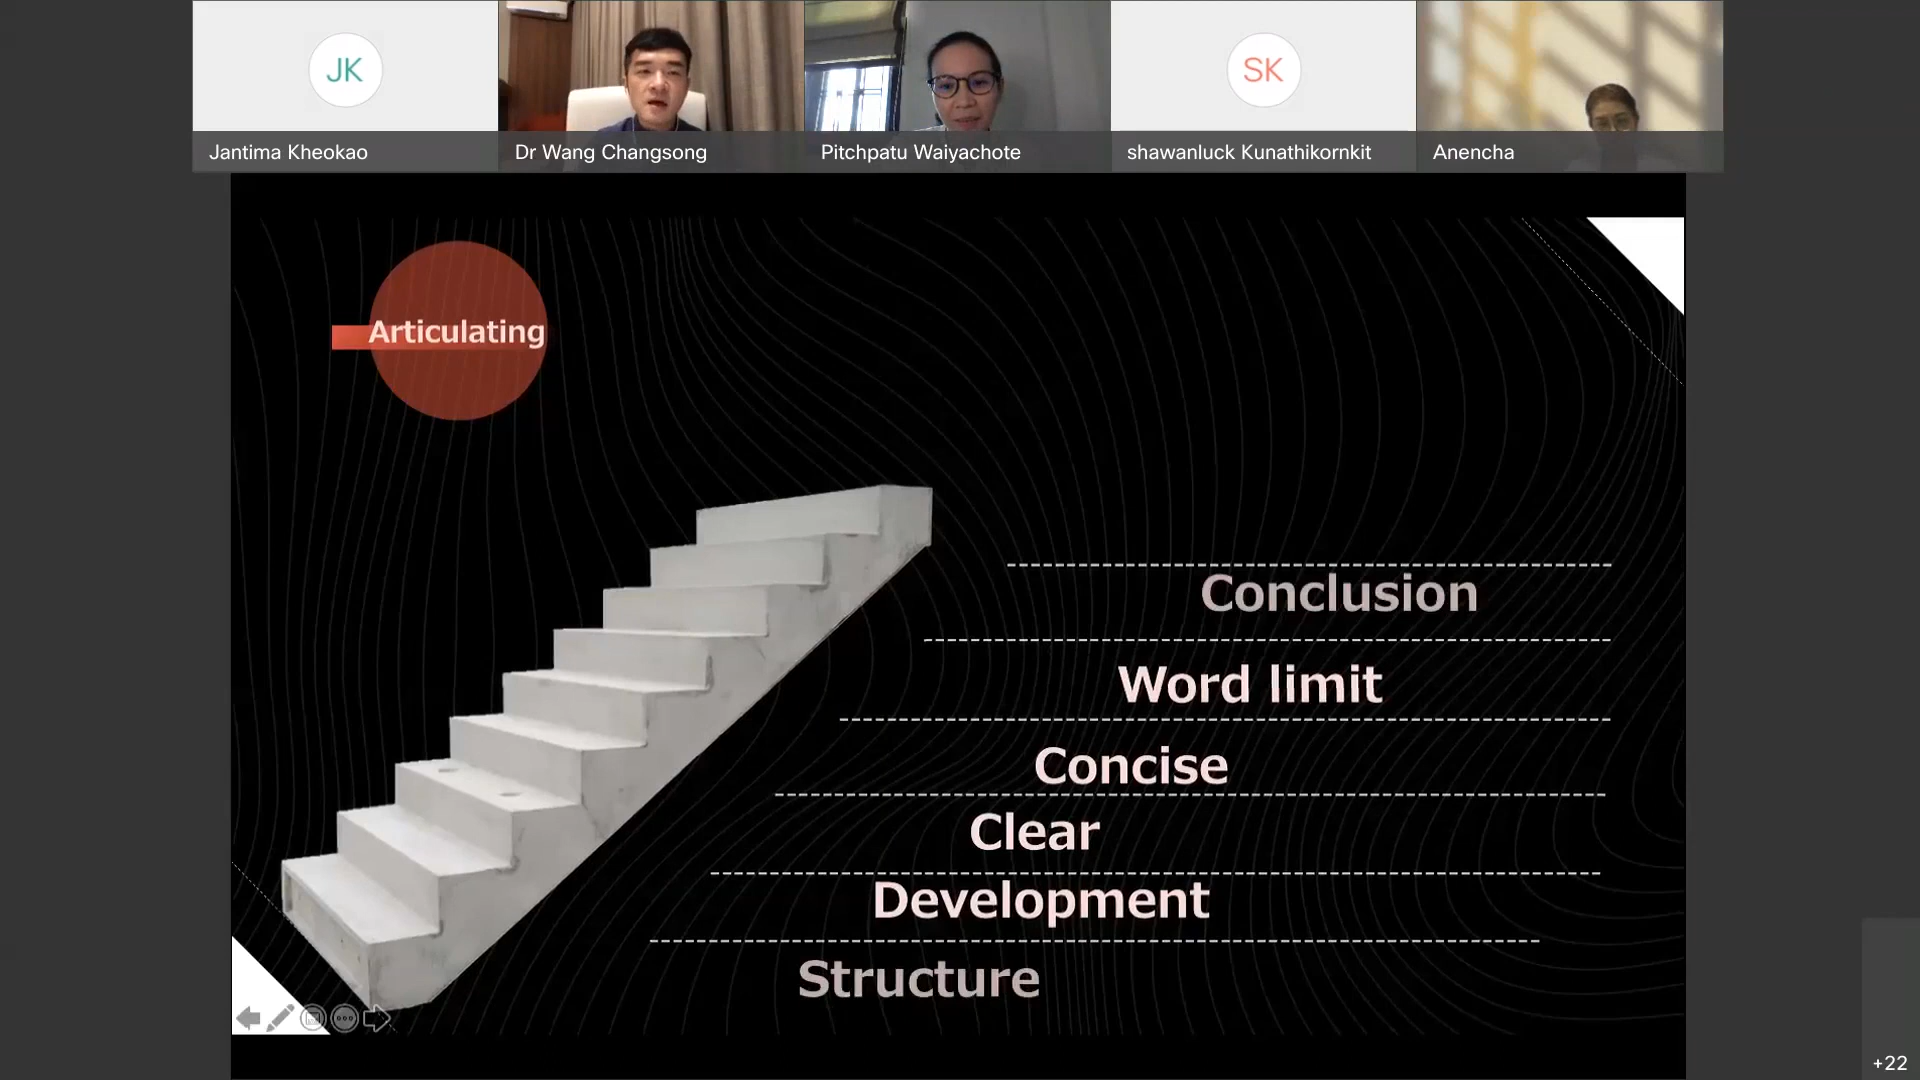 JK
SK
Jantima Kheokao
Dr Wang Changsong
Pitchpatu Waiyachote
shawanluck Kunathikornkit
Anencha
Articulating
Conclusion
Word limit
Concise
Clear
Development
Structure
+22